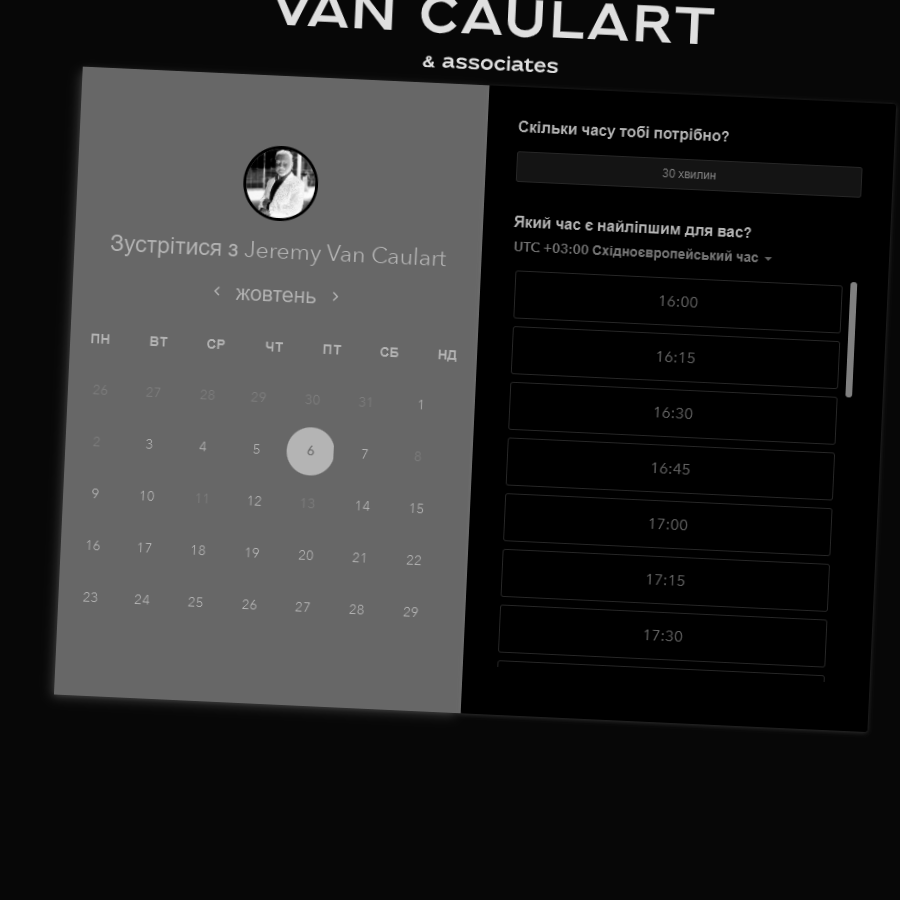 VAN CAULART
& associates
Зустрітися з Jeremy Van Caulart
‹ жовтень ›
ПН ВТ СР ЧТ ПТ СБ НД
26 27 28 29 30 31 1
2 3 4 5 6 7 8
9 10 11 12 13 14 15
16 17 18 19 20 21 22
23 24 25 26 27 28 29
Скільки часу тобі потрібно?
30 хвилин
Який час є найліпшим для вас?
UTC +03:00 Східноєвропейський час
16:00
16:15
16:30
16:45
17:00
17:15
17:30